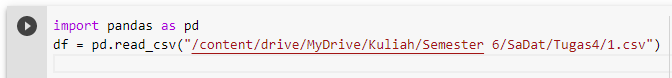 import pandas as pd
df = pd.read_csv("/content/drive/MyDrive/Kuliah/Semester 6/SaDat/Tugas4/1.csv")